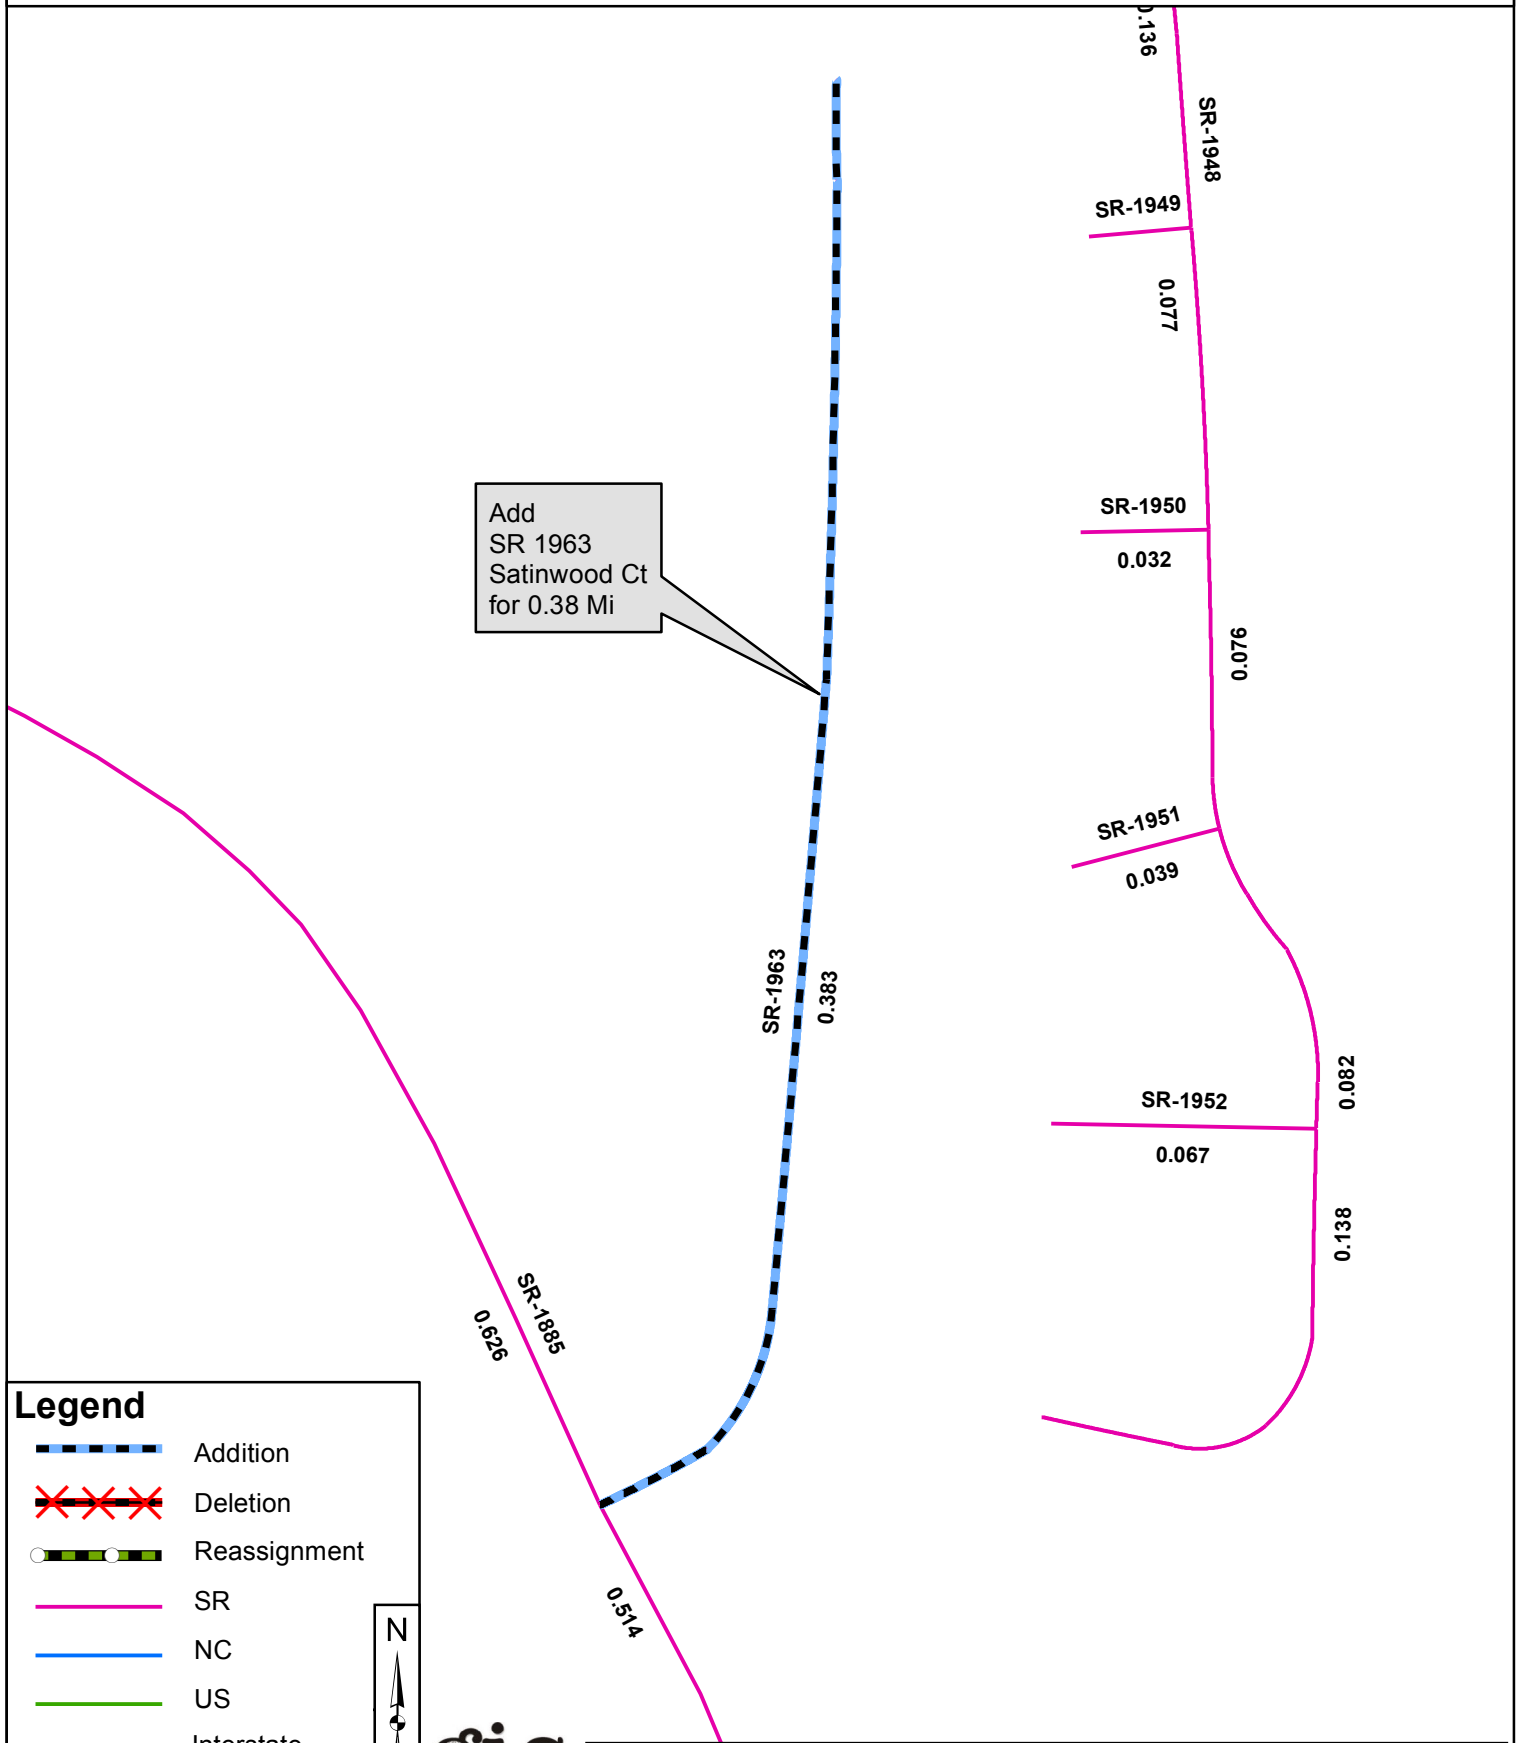 0.136
SR-1948
SR-1949
0.077
Add
SR 1963
Satinwood Ct
for 0.38 Mi
SR-1950
0.032
0.076
SR-1951
0.039
SR-1963
0.383
0.082
SR-1952
0.067
0.138
SR-1885
0.626
0.514
Legend
Addition
Deletion
Reassignment
SR
NC
US
Interstate
N